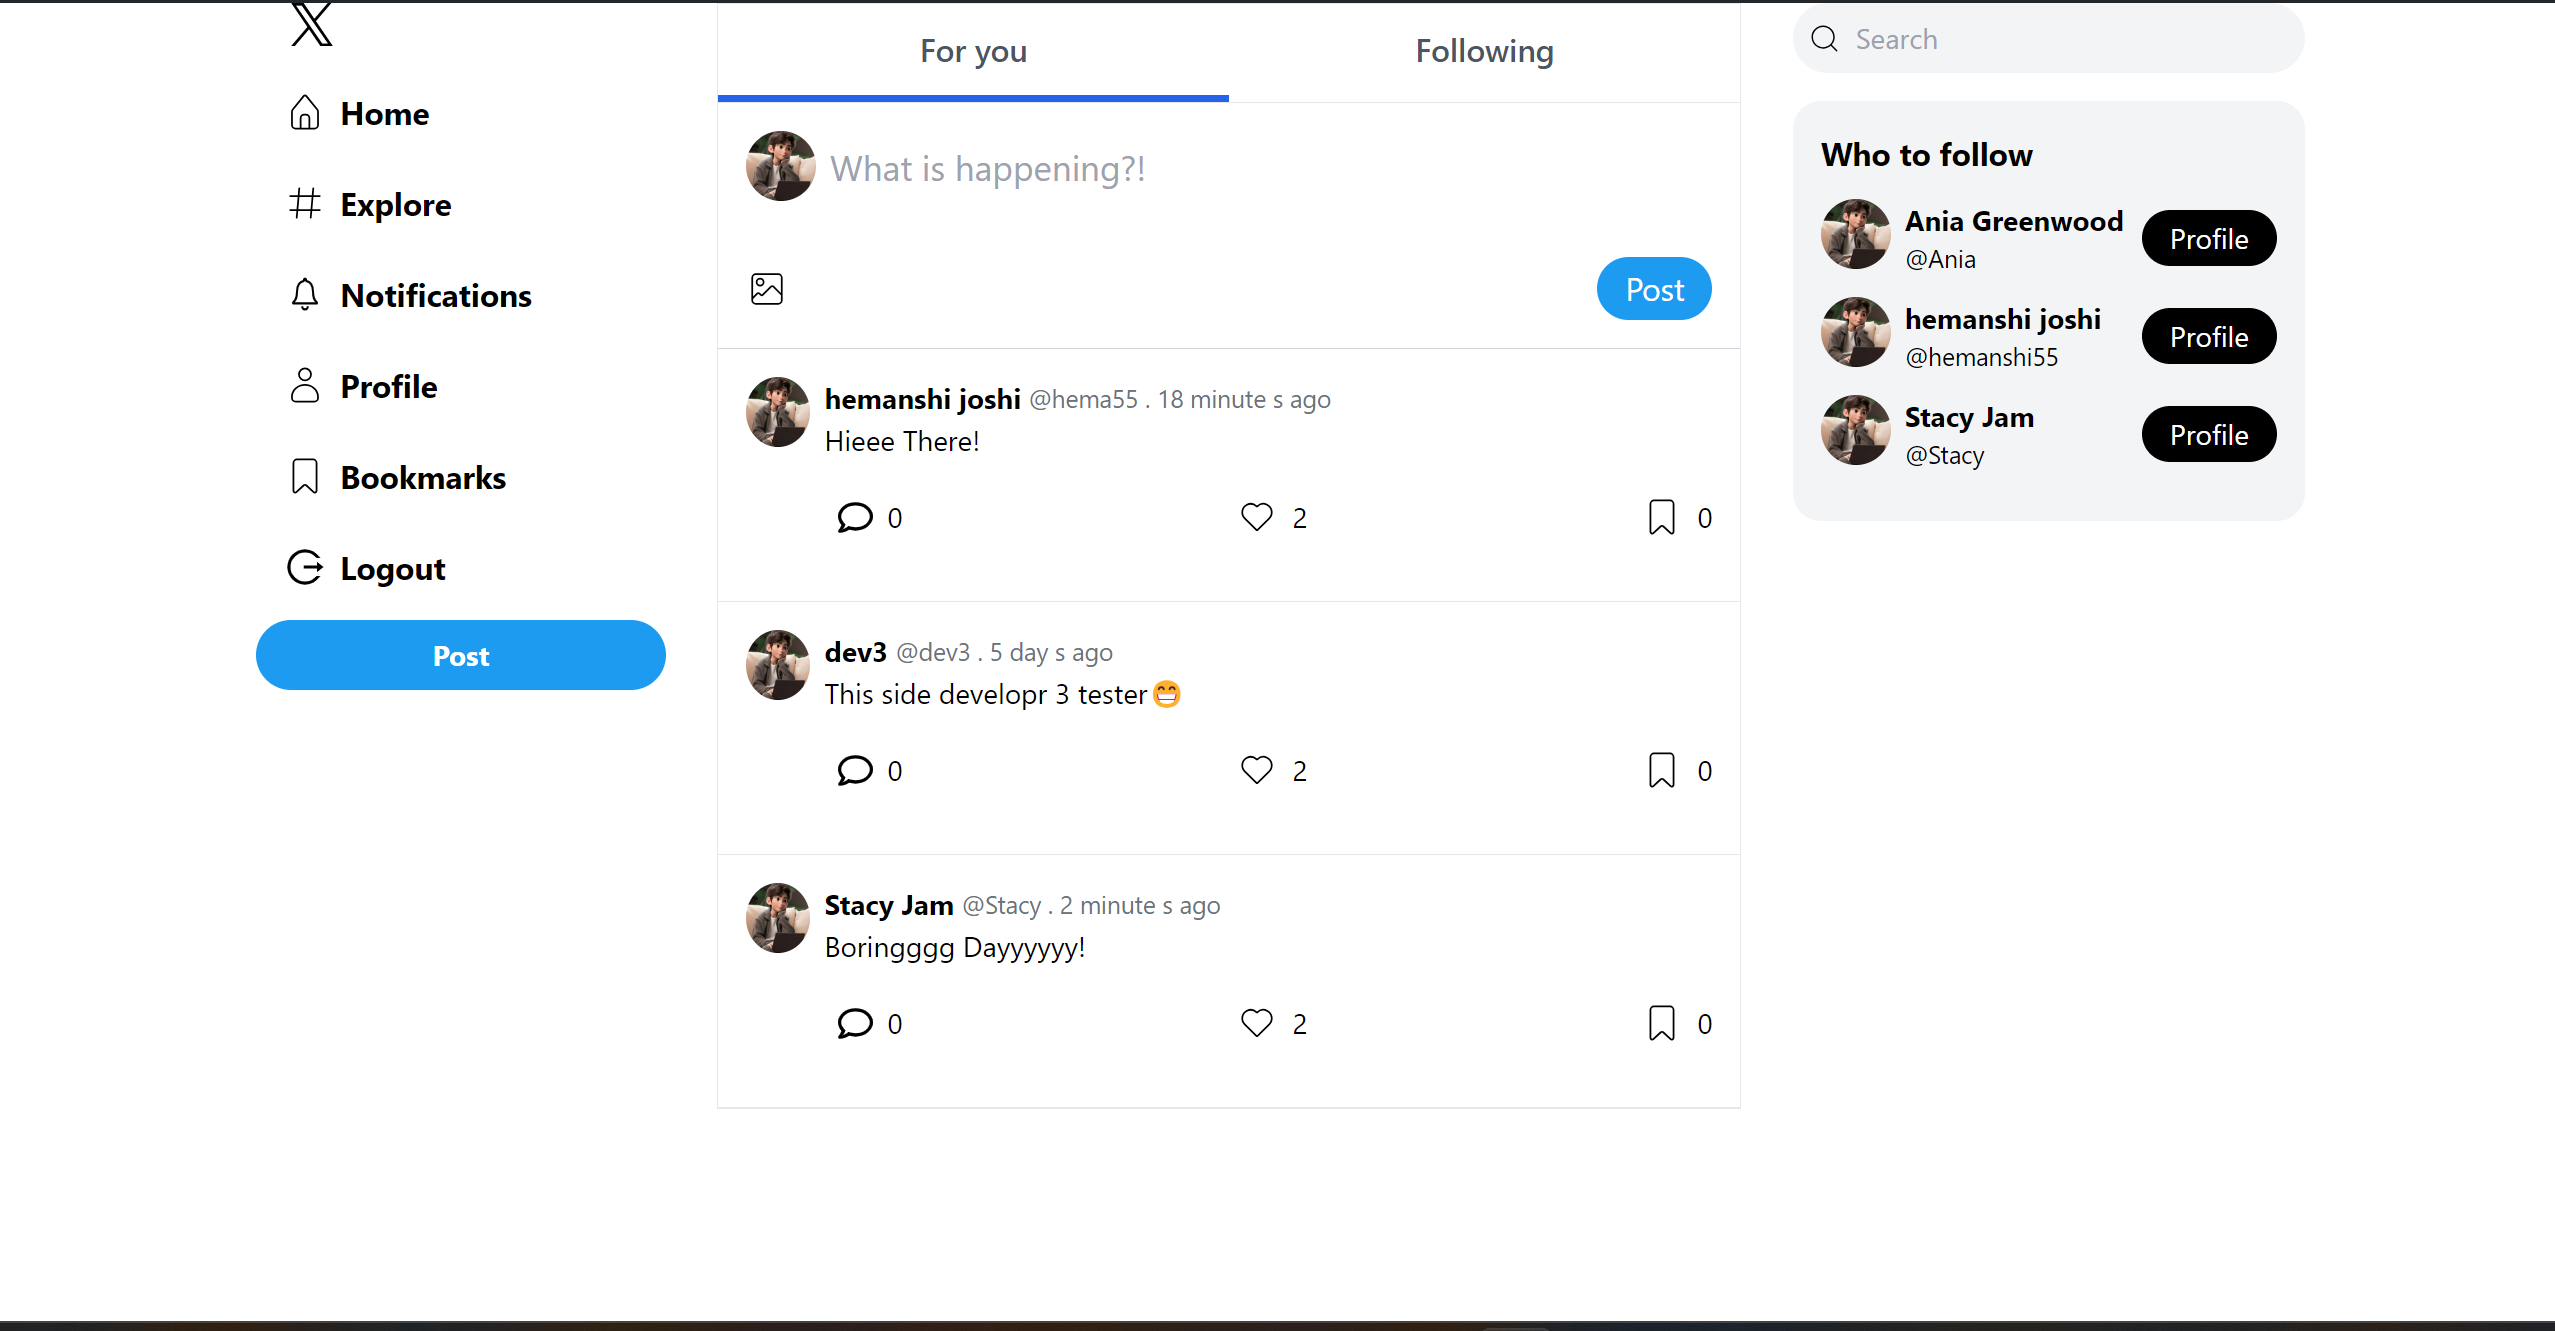 Home
Explore
Notifications
Profile
Bookmarks
Logout
Post
For you Following
What is happening?!
Post
hemanshi joshi @hema55 . 18 minute s ago
Hieee There!
0 2 0
dev3 @dev3 . 5 day s ago
This side developr 3 tester😁
0 2 0
Stacy Jam @Stacy . 2 minute s ago
Boringggg Dayyyyyy!
0 2 0
Search
Who to follow
Ania Greenwood
@Ania
Profile
hemanshi joshi
@hemanshi55
Profile
Stacy Jam
@Stacy
Profile